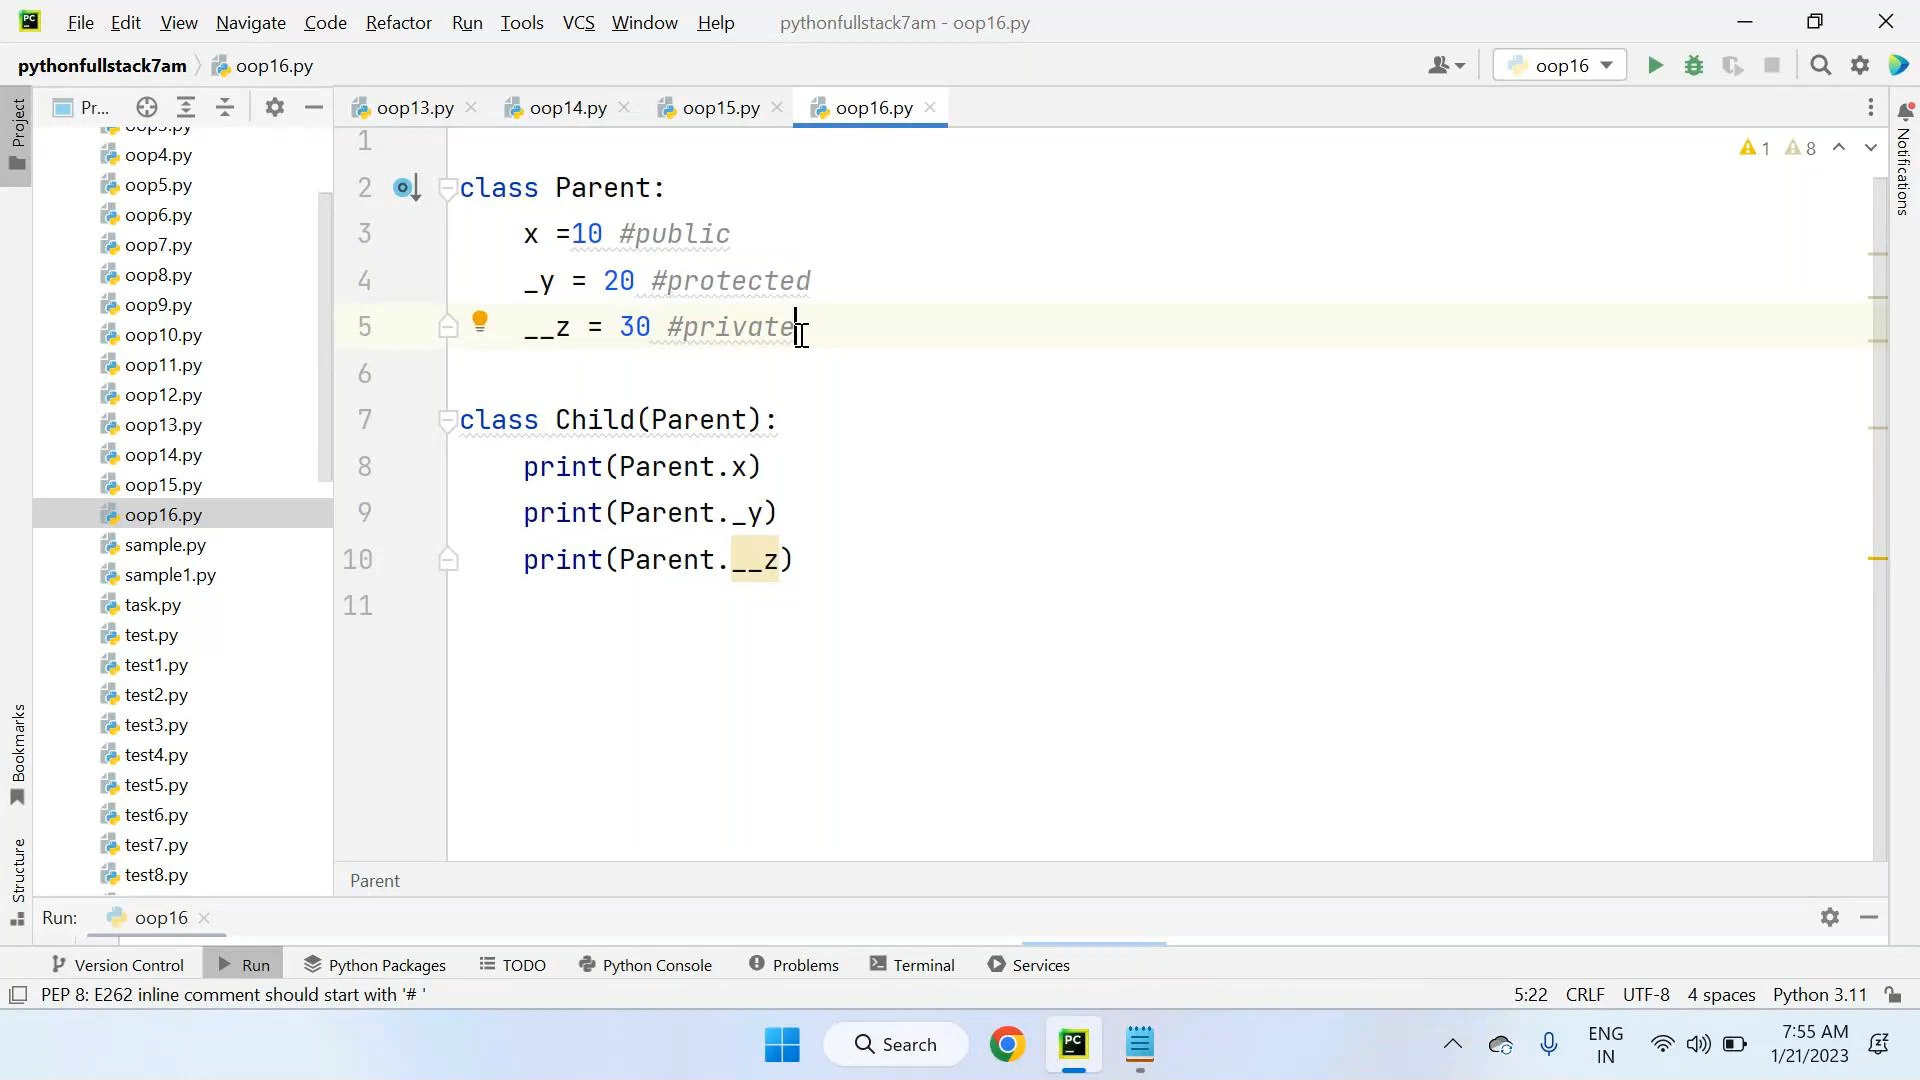 PC File Edit View Navigate Code Refactor Run Tools VCS Window Help pythonfullstack7am - oop16.py
pythonfullstack7am oop16.py oop16
Project
Pr...
oop13.py oop14.py oop15.py oop16.py
Notifications
oop4.py
oop5.py
oop6.py
oop7.py
oop8.py
oop9.py
oop10.py
oop11.py
oop12.py
oop13.py
oop14.py
oop15.py
oop16.py
sample.py
sample1.py
task.py
test.py
test1.py
test2.py
test3.py
test4.py
test5.py
test6.py
test7.py
test8.py
Bookmarks
Structure
1
2 class Parent:
3 x =10 #public
4 _y = 20 #protected
5 __z = 30 #private
6
7 class Child(Parent):
8 print(Parent.x)
9 print(Parent._y)
10 print(Parent.__z)
11
1 8
Parent
Run: oop16
Version Control Run Python Packages TODO Python Console Problems Terminal Services
PEP 8: E262 inline comment should start with '# ' 5:22 CRLF UTF-8 4 spaces Python 3.11
Search
PC
ENG
IN
7:55 AM
1/21/2023